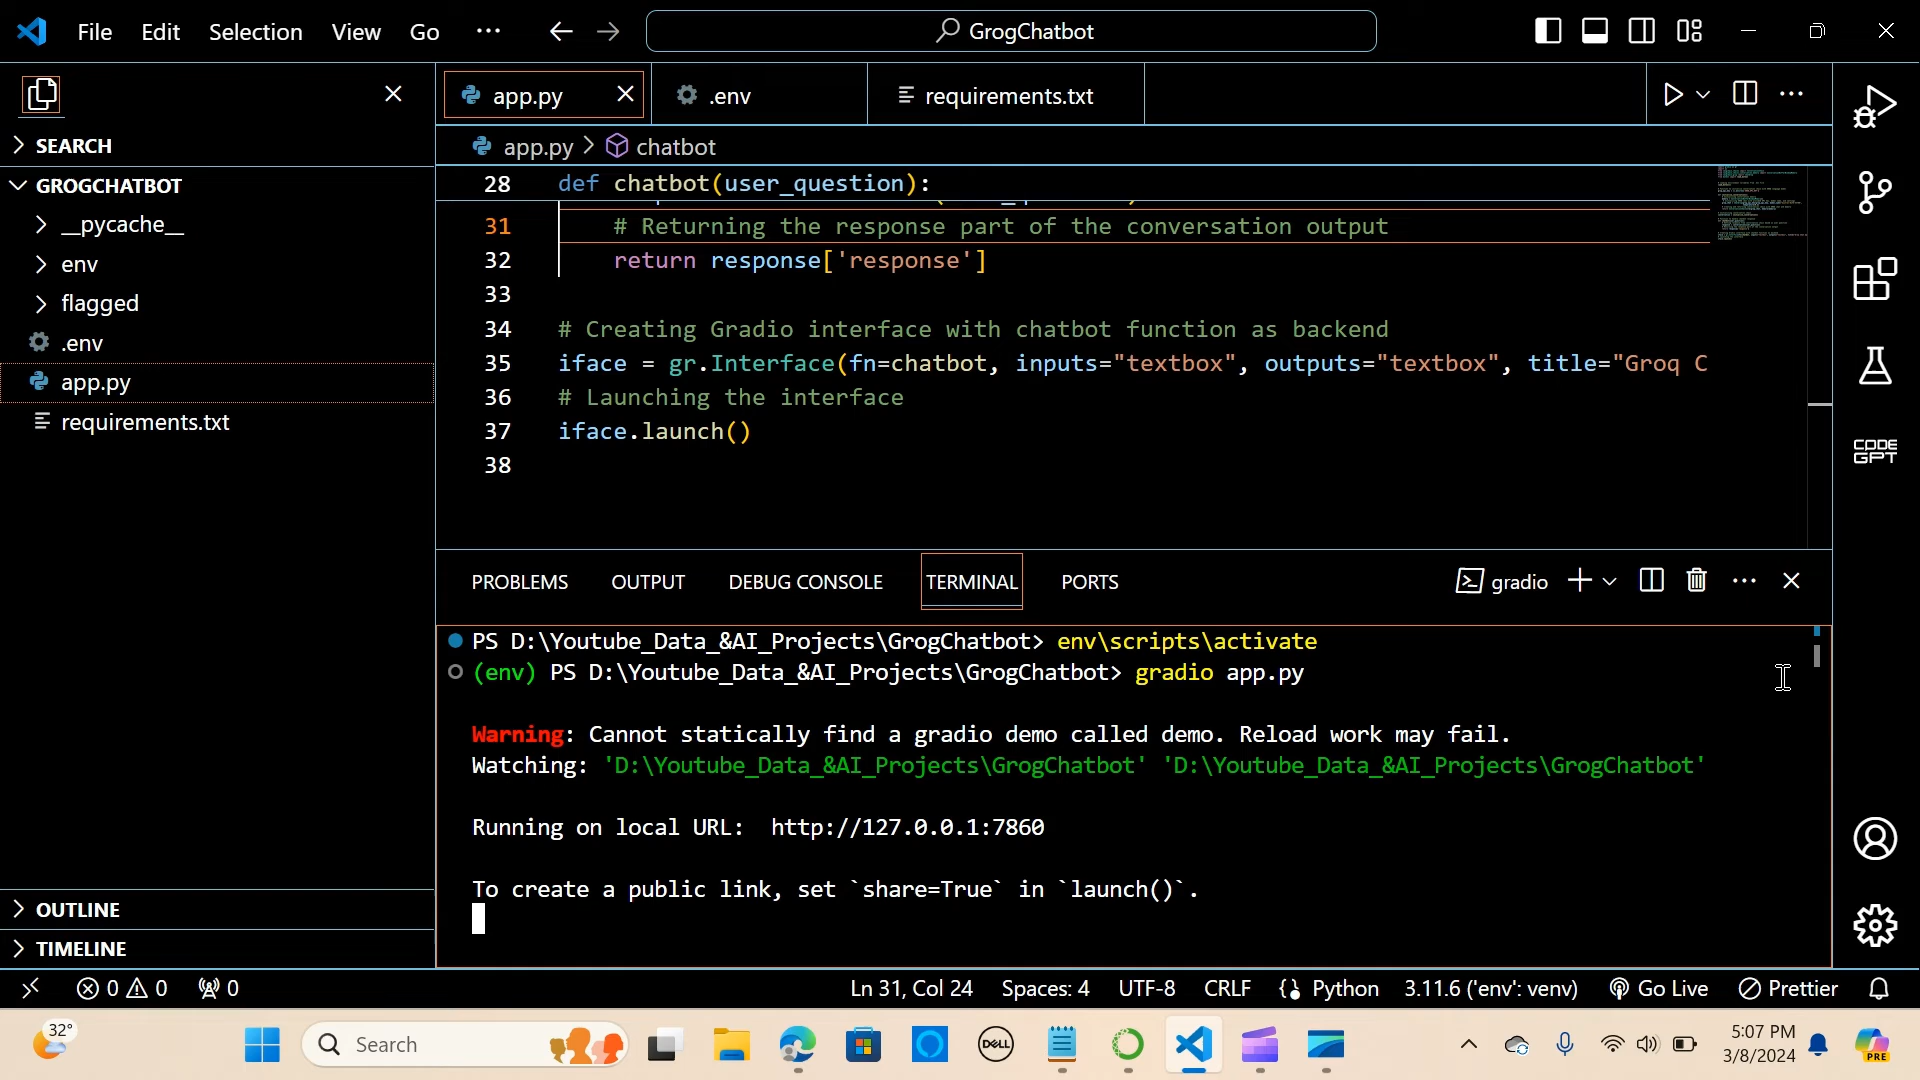 File Edit Selection View Go ··· GrogChatbot
app.py .env requirements.txt
SEARCH
GROGCHATBOT
__pycache__
env
flagged
.env
app.py
requirements.txt
OUTLINE
TIMELINE
app.py > chatbot
28 def chatbot(user_question):
31 # Returning the response part of the conversation output
32 return response['response']
33
34 # Creating Gradio interface with chatbot function as backend
35 iface = gr.Interface(fn=chatbot, inputs="textbox", outputs="textbox", title="Groq C
36 # Launching the interface
37 iface.launch()
38
PROBLEMS OUTPUT DEBUG CONSOLE TERMINAL PORTS gradio
PS D:\Youtube_Data_&AI_Projects\GrogChatbot> env\scripts\activate
(env) PS D:\Youtube_Data_&AI_Projects\GrogChatbot> gradio app.py
Warning: Cannot statically find a gradio demo called demo. Reload work may fail.
Watching: 'D:\Youtube_Data_&AI_Projects\GrogChatbot' 'D:\Youtube_Data_&AI_Projects\GrogChatbot'
Running on local URL: http://127.0.0.1:7860
To create a public link, set `share=True` in `launch()`.
CODE
GPT
0 0 0 Ln 31, Col 24 Spaces: 4 UTF-8 CRLF Python 3.11.6 ('env': venv) Go Live Prettier
32° Search DELL 5:07 PM
3/8/2024 PRE